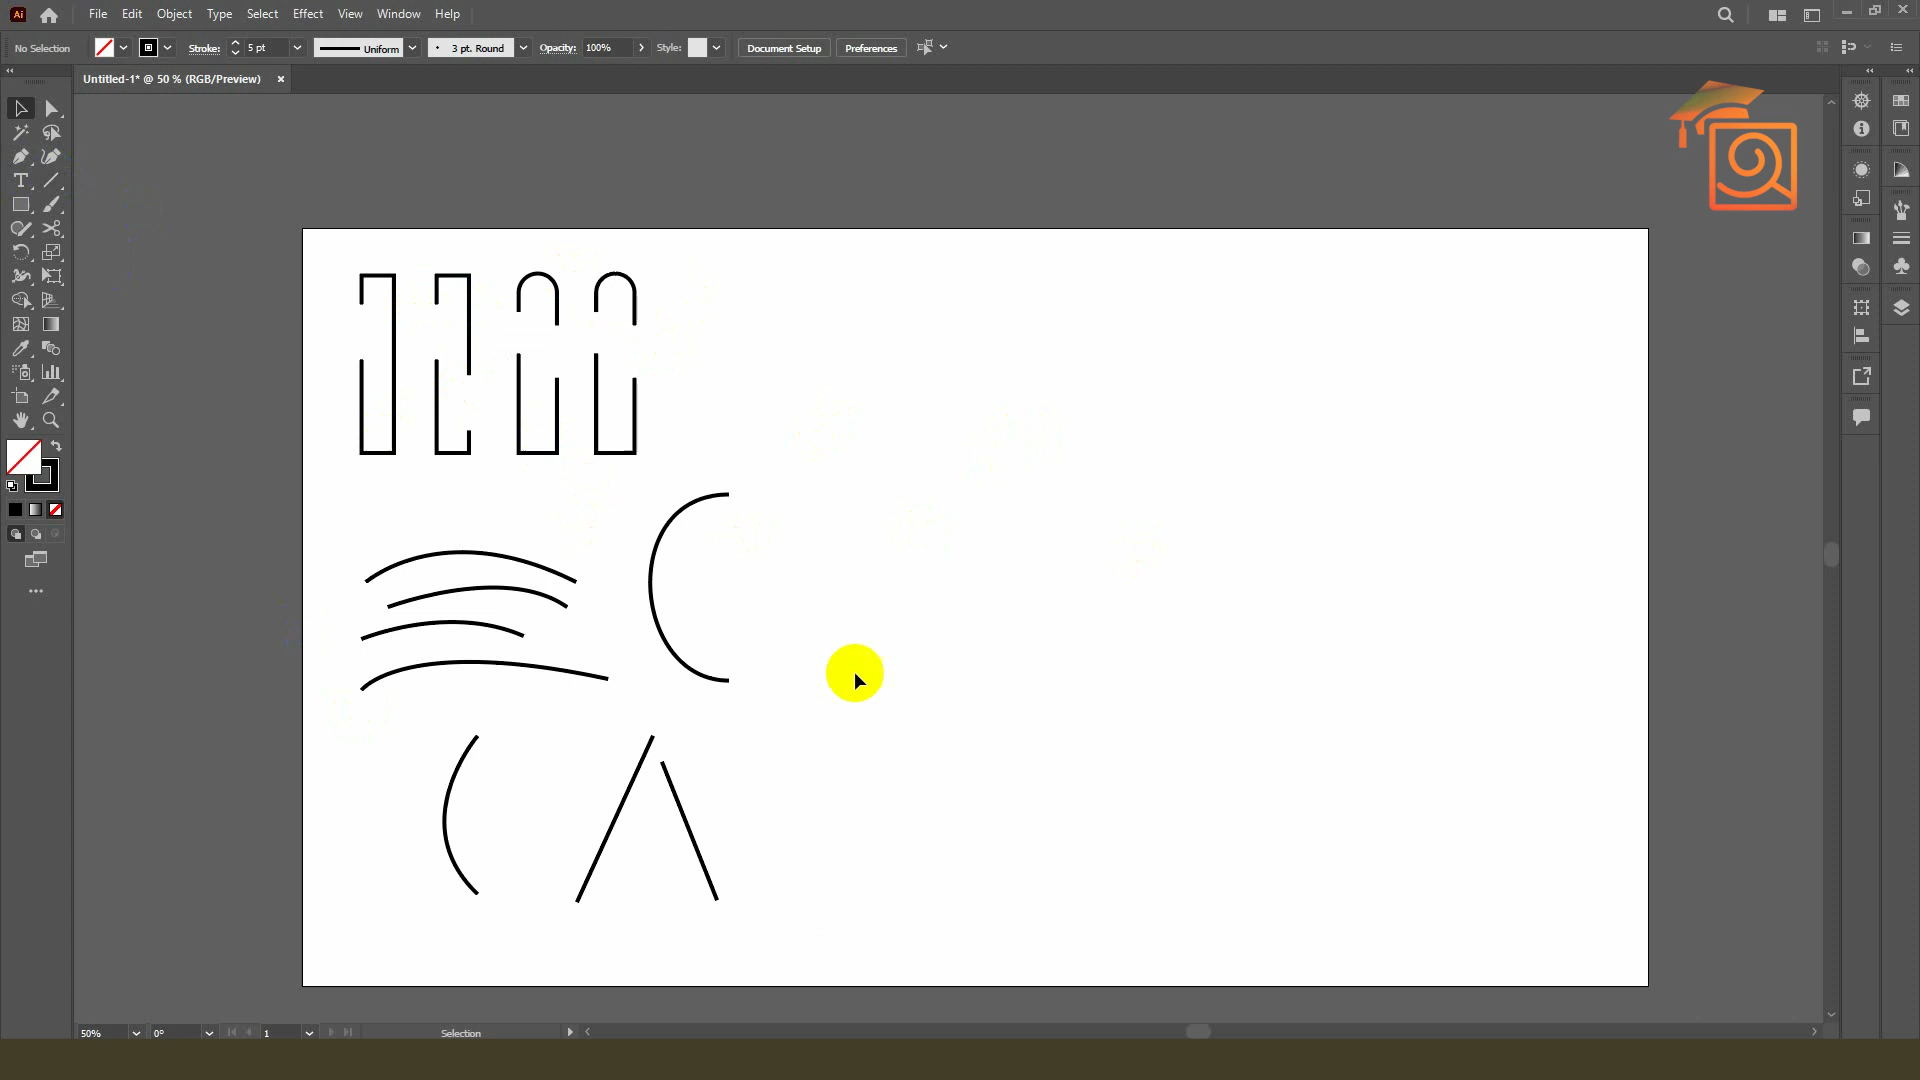 Ai File Edit Object Type Select Effect View Window Help
No Selection Stroke: 5 pt Uniform 3 pt. Round Opacity: 100% Style: Document Setup Preferences
Untitled-1* @ 50 % (RGB/Preview) ×
50% 0° 1 Selection